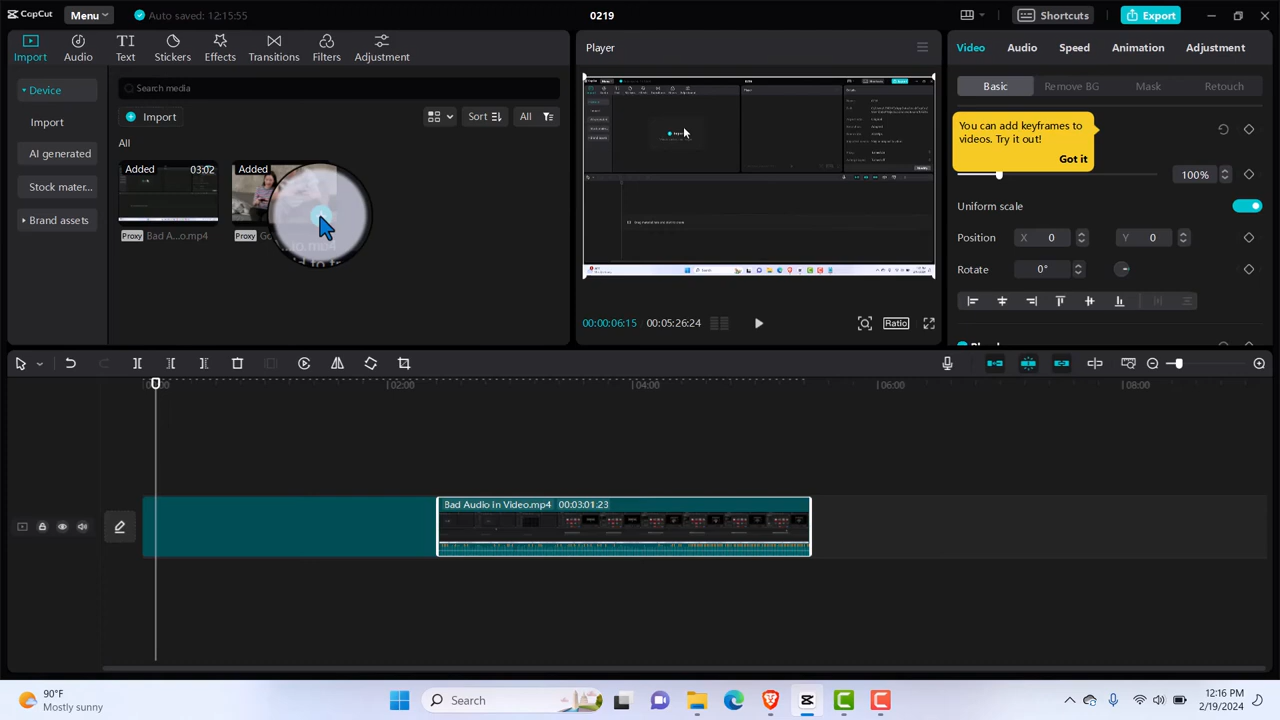 CapCut
Menu
Auto saved: 12:15:55
0219
Shortcuts
Export
Import
Audio
Text
Stickers
Effects
Transitions
Filters
Adjustment
Device
Import
AI generated
Stock mater...
Brand assets
Search media
Import
Sort
All
All
Added
03:02
Added
Proxy Bad A...o.mp4
Proxy
Player
00:00:06:15
00:05:26:24
Ratio
Video
Audio
Speed
Animation
Adjustment
Basic
Remove BG
Mask
Retouch
You can add keyframes to
videos. Try it out!
Got it
100%
Uniform scale
Position
X 0
Y 0
Rotate
0°
02:00
04:00
06:00
08:00
Bad Audio in Video.mp4 00:03:01:23
90°F
Mostly sunny
Search
12:16 PM
2/19/2024